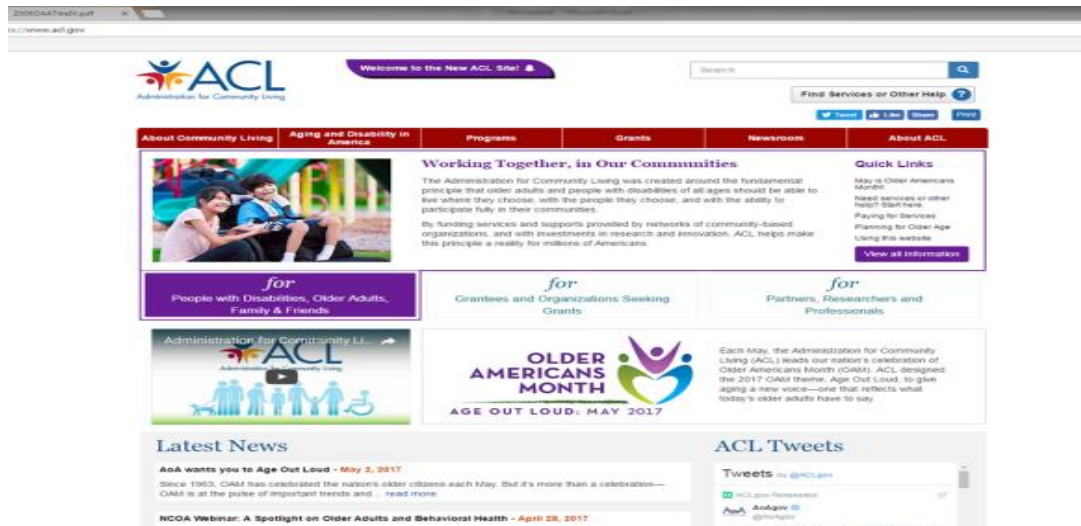 2006OAATitleIV.pdf
://www.acl.gov
ACL
Administration for Community Living
Welcome to the New ACL Site!
Search
Find Services or Other Help
Tweet Like Share Print
About Community Living
Aging and Disability in
America
Programs
Grants
Newsroom
About ACL
Working Together, in Our Communities
The Administration for Community Living was created around the fundamental
principle that older adults and people with disabilities of all ages should be able to
live where they choose, with the people they choose, and with the ability to
participate fully in their communities.
By funding services and supports provided by networks of community-based
organizations, and with investments in research and innovation, ACL helps make
this principle a reality for millions of Americans.
Quick Links
May is Older Americans
Month!
Need services or other
help? Start here.
Paying for Services
Planning for Older Age
Using this website
View all Information
for
People with Disabilities, Older Adults,
Family & Friends
for
Grantees and Organizations Seeking
Grants
for
Partners, Researchers and
Professionals
Administration for Community Li...
ACL
Administration for Community Living
OLDER
AMERICANS
MONTH
AGE OUT LOUD: MAY 2017
Each May, the Administration for Community
Living (ACL) leads our nation's celebration of
Older Americans Month (OAM). ACL designed
the 2017 OAM theme, Age Out Loud, to give
aging a new voice—one that reflects what
today's older adults have to say.
Latest News
AoA wants you to Age Out Loud - May 2, 2017
Since 1963, OAM has celebrated the nation's older citizens each May. But it's more than a celebration—
OAM is at the pulse of important trends and... read more
NCOA Webinar: A Spotlight on Older Adults and Behavioral Health - April 28, 2017
ACL Tweets
Tweets by @ACLgov
ACLgov Retweeted
AoAgov
@AoAgov